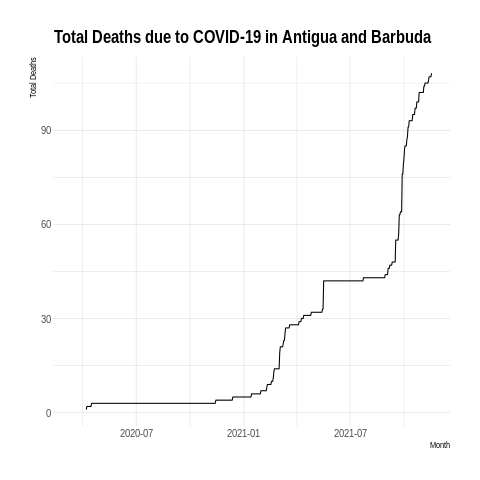 Total Deaths due to COVID-19 in Antigua and Barbuda
Total Deaths
90
60
30
0
2020-07 2021-01 2021-07
Month